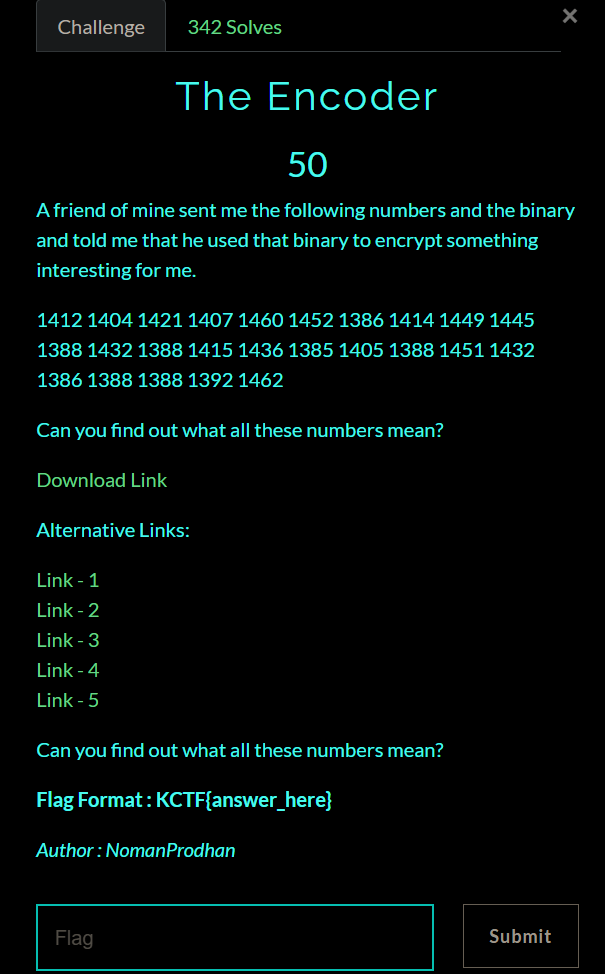 Challenge
342 Solves
×
The Encoder
50
A friend of mine sent me the following numbers and the binary
and told me that he used that binary to encrypt something
interesting for me.
1412 1404 1421 1407 1460 1452 1386 1414 1449 1445
1388 1432 1388 1415 1436 1385 1405 1388 1451 1432
1386 1388 1388 1392 1462
Can you find out what all these numbers mean?
Download Link
Alternative Links:
Link - 1
Link - 2
Link - 3
Link - 4
Link - 5
Can you find out what all these numbers mean?
Flag Format : KCTF{answer_here}
Author : NomanProdhan
Flag
Submit